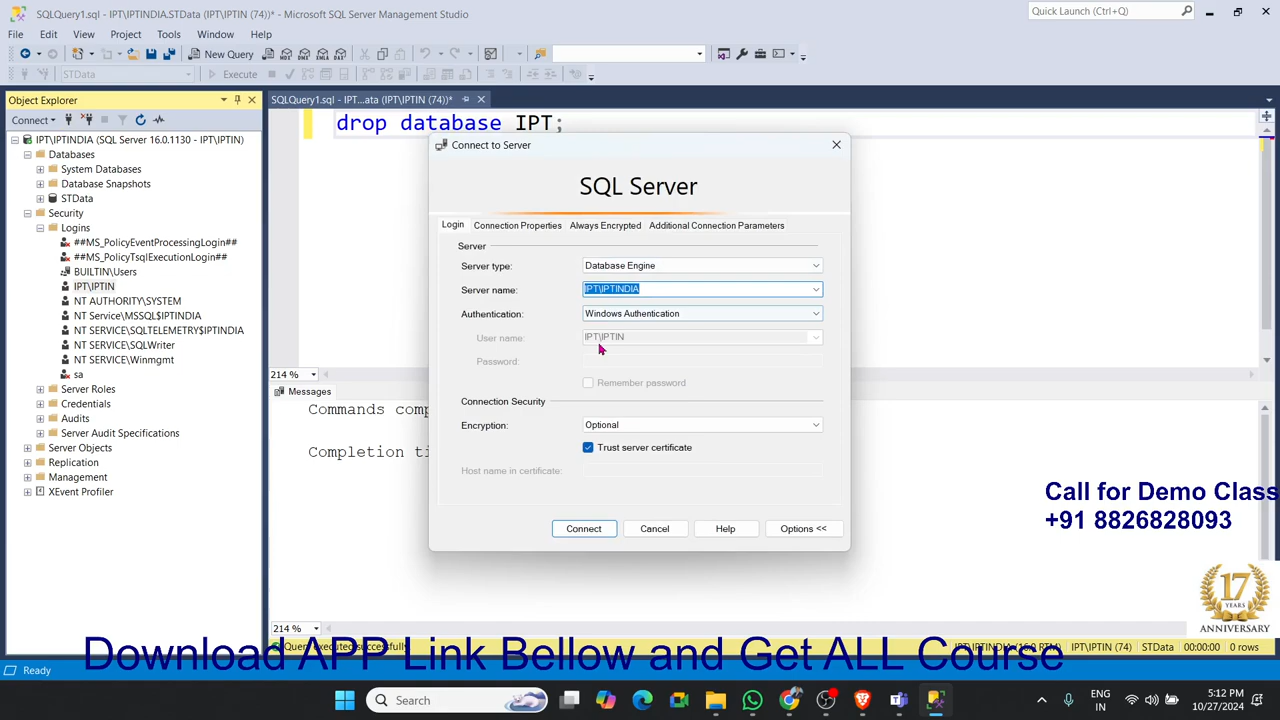 SQLQuery1.sql - IPT\IPTINDIA.STData (IPT\IPTIN (74))* - Microsoft SQL Server Management Studio
Quick Launch (Ctrl+Q)
File Edit View Project Tools Window Help
New Query
MDX DMX XMLA DAX
STData
Execute
Object Explorer
SQLQuery1.sql - IPT...ata (IPT\IPTIN (74))*
Connect
drop database IPT;
IPT\IPTINDIA (SQL Server 16.0.1130 - IPT\IPTIN)
Databases
System Databases
Database Snapshots
STData
Security
Logins
##MS_PolicyEventProcessingLogin##
##MS_PolicyTsqlExecutionLogin##
BUILTIN\Users
IPT\IPTIN
NT AUTHORITY\SYSTEM
NT Service\MSSQL$IPTINDIA
NT SERVICE\SQLTELEMETRY$IPTINDIA
NT SERVICE\SQLWriter
NT SERVICE\Winmgmt
sa
Server Roles
Credentials
Audits
Server Audit Specifications
Server Objects
Replication
Management
XEvent Profiler
Connect to Server
SQL Server
Login Connection Properties Always Encrypted Additional Connection Parameters
Server
Server type: Database Engine
Server name: IPT\IPTINDIA
Authentication: Windows Authentication
User name: IPT\IPTIN
Password:
Remember password
Connection Security
Encryption: Optional
Trust server certificate
Host name in certificate:
Connect Cancel Help Options <<
214 %
Messages
Commands comp
Completion ti
Call for Demo Class
+91 8826828093
17
YEARS
ANNIVERSARY
214 %
Query executed successfully
IPT\IPTIN (74) STData 00:00:00 0 rows
Download APP Link Bellow and Get ALL Course
Ready
Search
ENG
IN
5:12 PM
10/27/2024